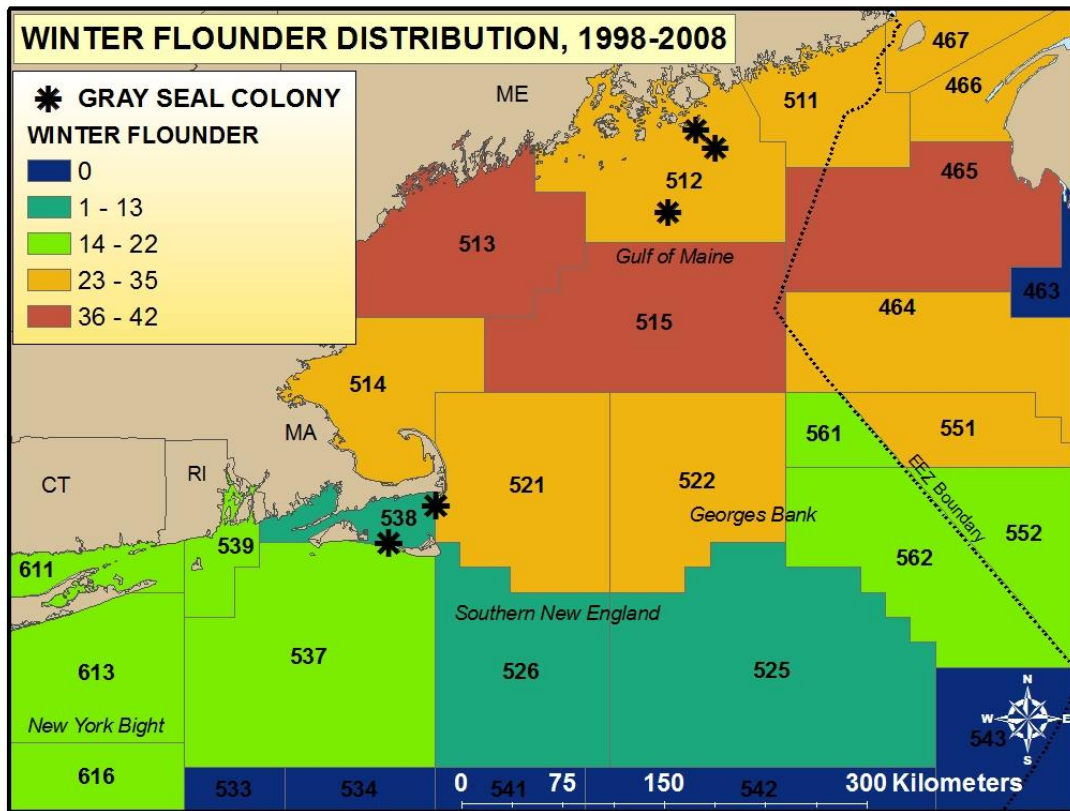 WINTER FLOUNDER DISTRIBUTION, 1998-2008
GRAY SEAL COLONY
WINTER FLOUNDER
0
1 - 13
14 - 22
23 - 35
36 - 42
ME
467
466
511
512
465
513
Gulf of Maine
463
464
515
514
MA
561
551
RI
CT
521
522
EEZ Boundary
538
Georges Bank
552
539
562
611
Southern New England
537
526
525
613
New York Bight
N
W E
S
543
616
533
534
541
542
0 75 150 300 Kilometers